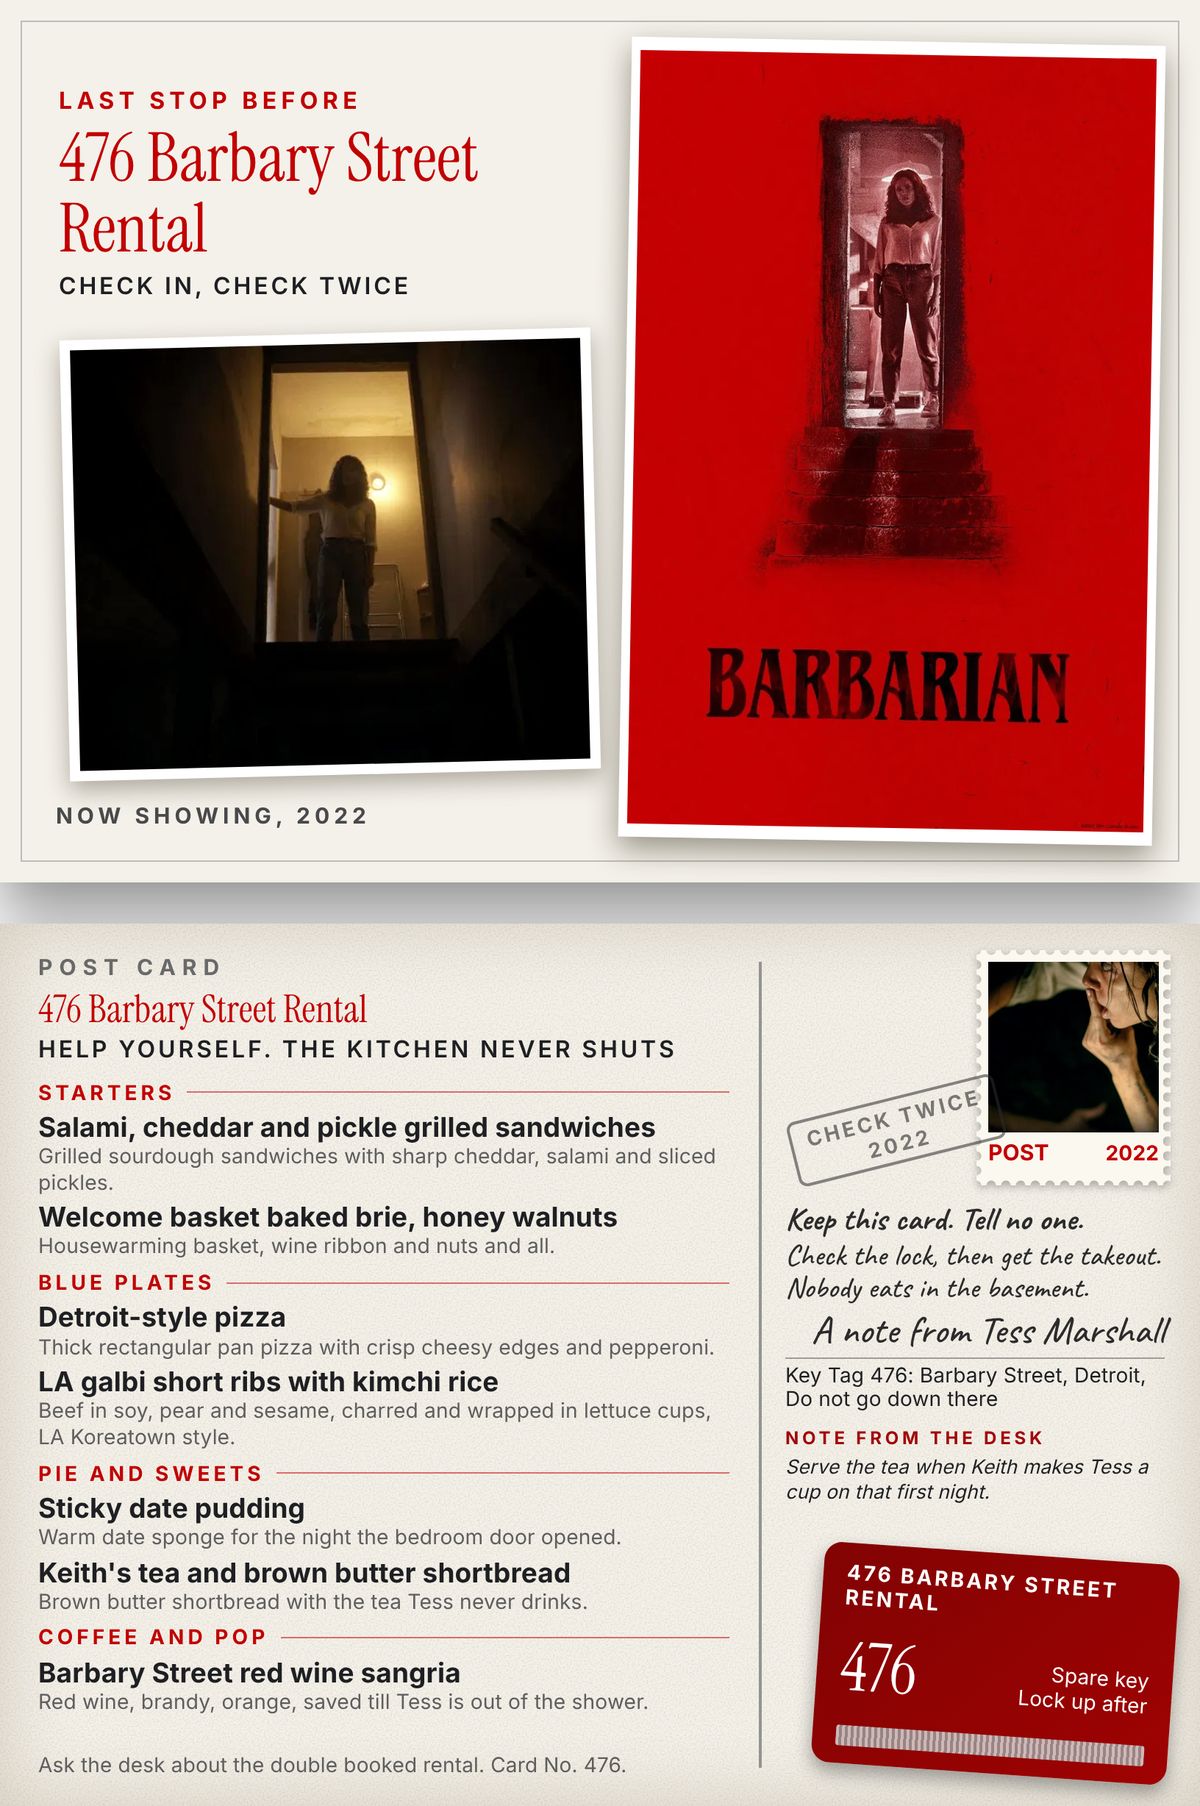 LAST STOP BEFORE
476 Barbary Street
Rental
CHECK IN, CHECK TWICE
BARBARIAN
NOW SHOWING, 2022
POST CARD
476 Barbary Street Rental
HELP YOURSELF. THE KITCHEN NEVER SHUTS
STARTERS
Salami, cheddar and pickle grilled sandwiches
Grilled sourdough sandwiches with sharp cheddar, salami and sliced
pickles.
Welcome basket baked brie, honey walnuts
Housewarming basket, wine ribbon and nuts and all.
BLUE PLATES
Detroit-style pizza
Thick rectangular pan pizza with crisp cheesy edges and pepperoni.
LA galbi short ribs with kimchi rice
Beef in soy, pear and sesame, charred and wrapped in lettuce cups,
LA Koreatown style.
PIE AND SWEETS
Sticky date pudding
Warm date sponge for the night the bedroom door opened.
Keith's tea and brown butter shortbread
Brown butter shortbread with the tea Tess never drinks.
COFFEE AND POP
Barbary Street red wine sangria
Red wine, brandy, orange, saved till Tess is out of the shower.
Ask the desk about the double booked rental. Card No. 476.
CHECK TWICE
2022
POST 2022
Keep this card. Tell no one.
Check the lock, then get the takeout.
Nobody eats in the basement.
A note from Tess Marshall
Key Tag 476: Barbary Street, Detroit,
Do not go down there
NOTE FROM THE DESK
Serve the tea when Keith makes Tess a
cup on that first night.
476 BARBARY STREET
RENTAL
476
Spare key
Lock up after